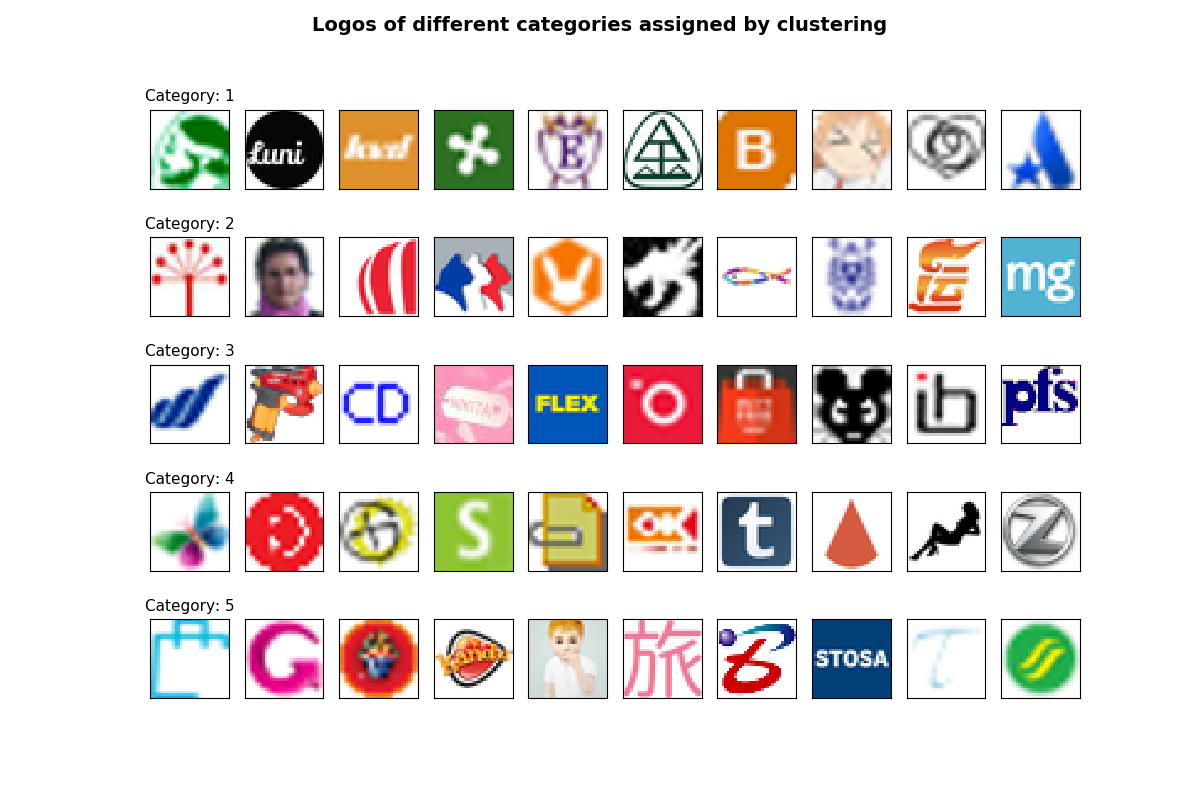 Logos of different categories assigned by clustering
Category: 1
Luni
E
B
Category: 2
mg
Category: 3
CD
FLEX
ib
pfs
Category: 4
S
OK
t
Z
Category: 5
G
旅
B
STOSA
τ